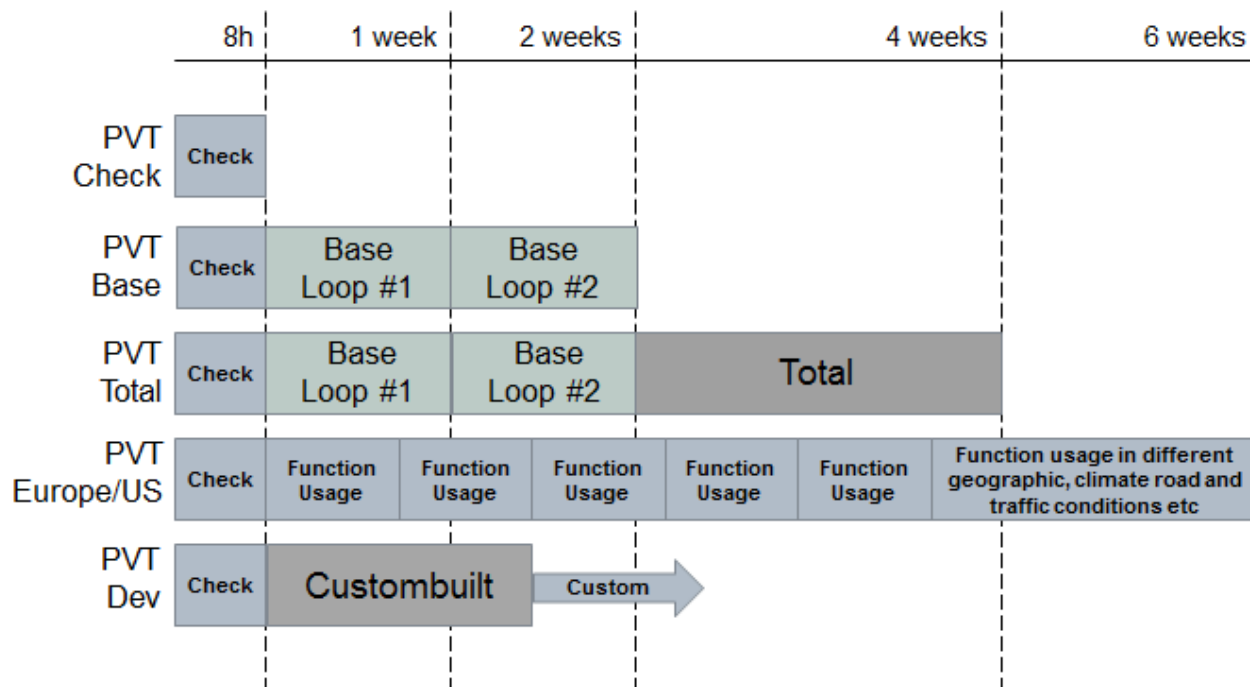 8h 1 week 2 weeks 4 weeks 6 weeks
PVT
Check
Check
PVT
Base
Check
Base
Loop #1
Base
Loop #2
PVT
Total
Check
Base
Loop #1
Base
Loop #2
Total
PVT
Europe/US
Check
Function
Usage
Function
Usage
Function
Usage
Function
Usage
Function
Usage
Function usage in different
geographic, climate road and
traffic conditions etc
PVT
Dev
Check
Custombuilt
Custom